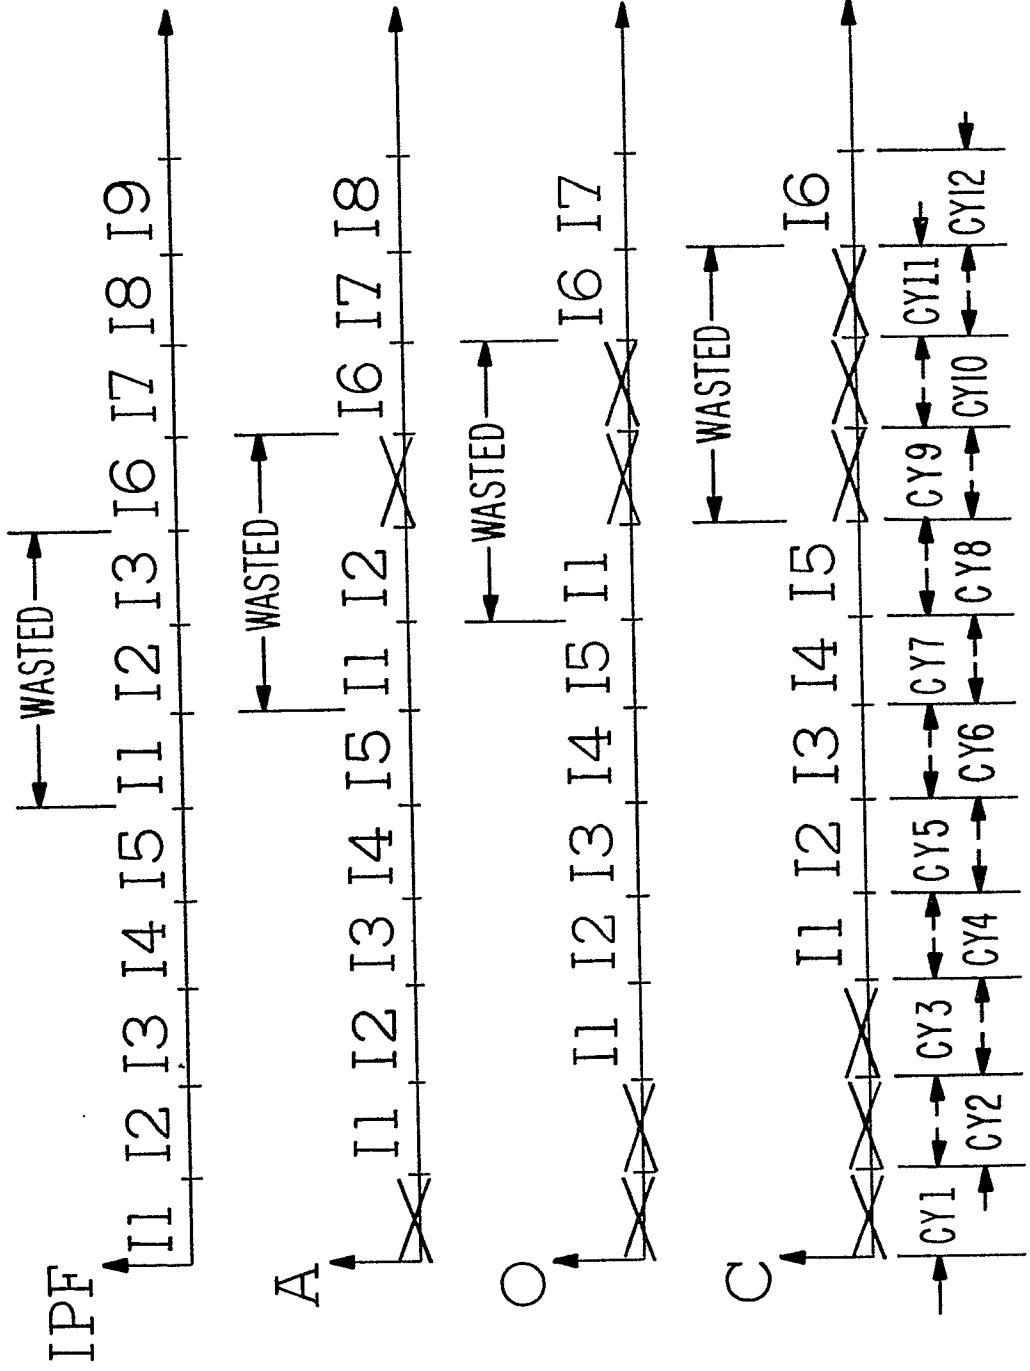 WASTED
IPF
I1 I2 I3 I4 I5 I1 I2 I3 I6 I7 I8 I9
WASTED
A
I1 I2 I3 I4 I5 I1 I2 I6 I7 I8
WASTED
O
I1 I2 I3 I4 I5 I1 I6 I7
WASTED
C
I1 I2 I3 I4 I5 I6
CY1 CY3 CY5 CY7 CY9 CY11
CY2 CY4 CY6 CY8 CY10 CY12